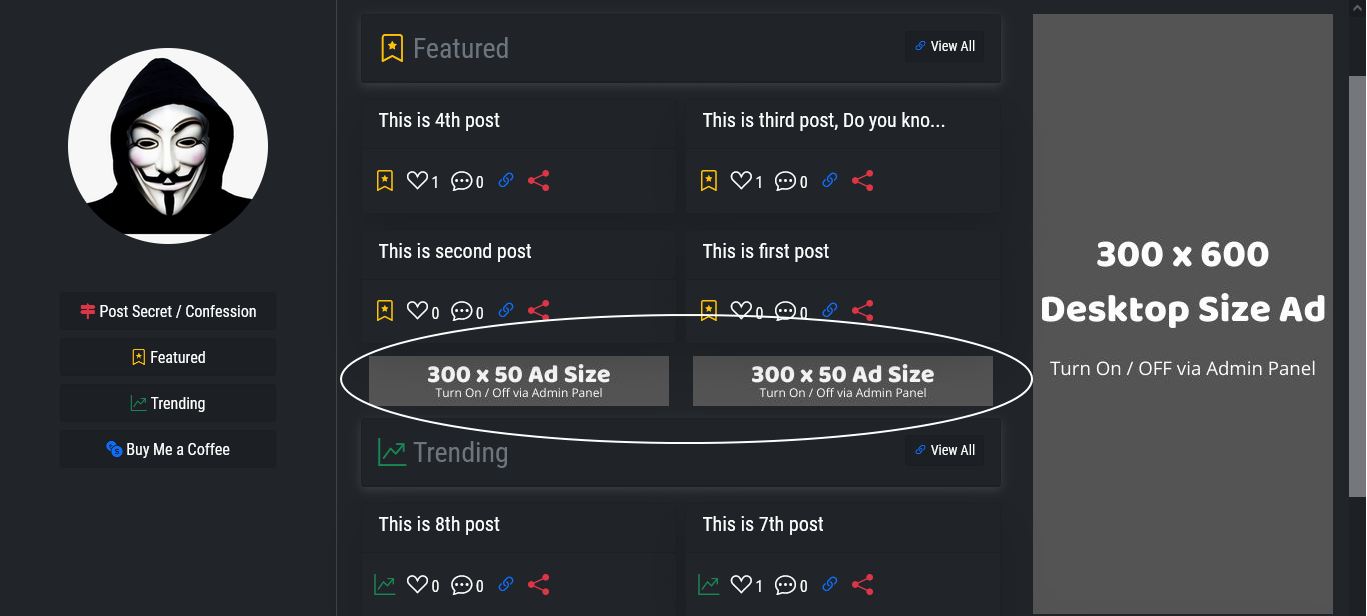 Post Secret / Confession
Featured
Trending
Buy Me a Coffee
Featured
View All
This is 4th post
1 0
This is third post, Do you kno...
1 0
This is second post
0 0
This is first post
0 0
300 x 50 Ad Size
Turn On / Off via Admin Panel
300 x 50 Ad Size
Turn On / Off via Admin Panel
Trending
View All
This is 8th post
0 0
This is 7th post
1 0
300 x 600
Desktop Size Ad
Turn On / OFF via Admin Panel